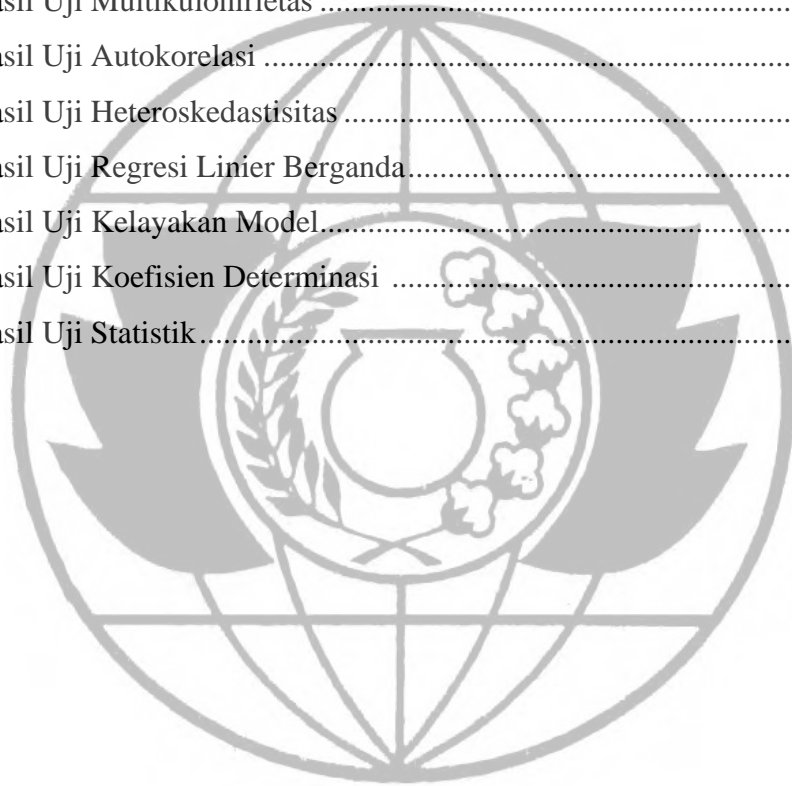 asil Uji Multikulonirietas ........................................................................
asil Uji Autokorelasi ................................................................................
asil Uji Heteroskedastisitas .....................................................................
asil Uji Regresi Linier Berganda..............................................................
asil Uji Kelayakan Model.........................................................................
asil Uji Koefisien Determinasi ................................................................
asil Uji Statistik.........................................................................................